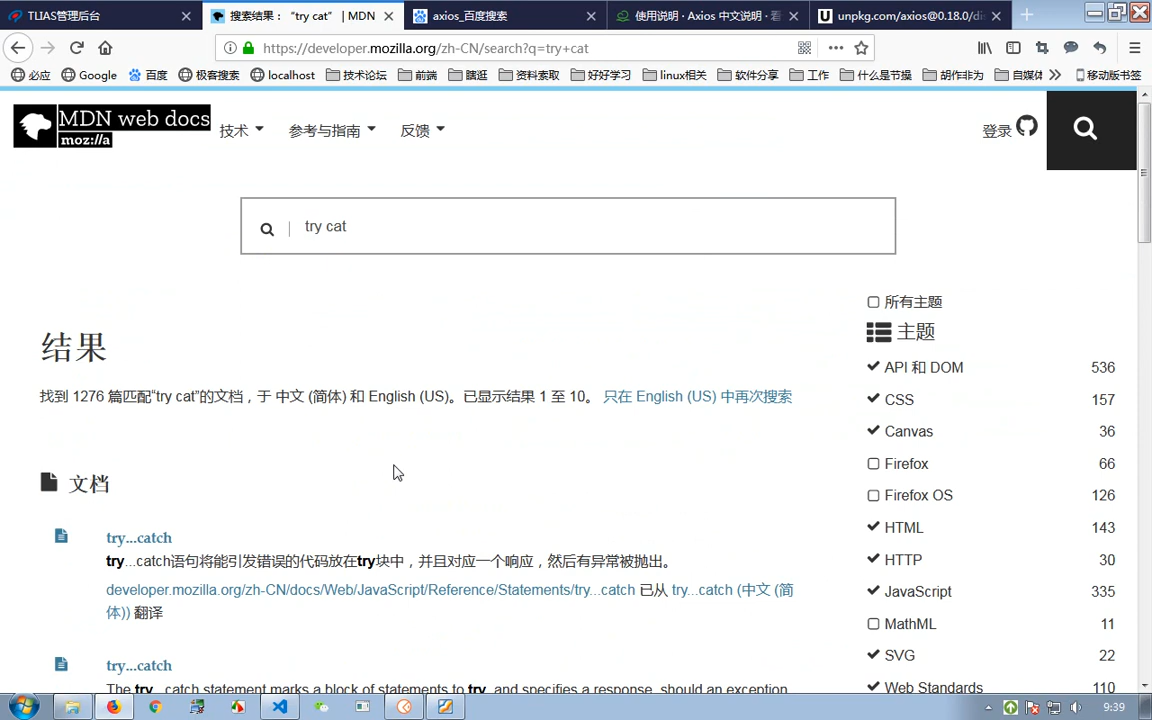 TLIAS管理后台
搜索结果： “try cat” | MDN
axios_百度搜索
使用说明 · Axios 中文说明 · 看
unpkg.com/axios@0.18.0/di
https://developer.mozilla.org/zh-CN/search?q=try+cat
必应
Google
百度
极客搜索
localhost
技术论坛
前端
瞎逛
资料索取
好好学习
linux相关
软件分享
工作
什么是节操
胡作非为
自媒体
移动版书签
MDN web docs
moz://a
技术
参考与指南
反馈
登录
try cat
所有主题
结果
主题
API 和 DOM 536
找到 1276 篇匹配“try cat”的文档，于 中文 (简体) 和 English (US)。已显示结果 1 至 10。 只在 English (US) 中再次搜索
CSS 157
Canvas 36
Firefox 66
文档
Firefox OS 126
HTML 143
try...catch
try...catch语句将能引发错误的代码放在try块中，并且对应一个响应，然后有异常被抛出。
HTTP 30
developer.mozilla.org/zh-CN/docs/Web/JavaScript/Reference/Statements/try...catch 已从 try...catch (中文 (简
体)) 翻译
JavaScript 335
MathML 11
SVG 22
try...catch
The try...catch statement marks a block of statements to try, and specifies a response, should an exception
Web Standards 110
9:39